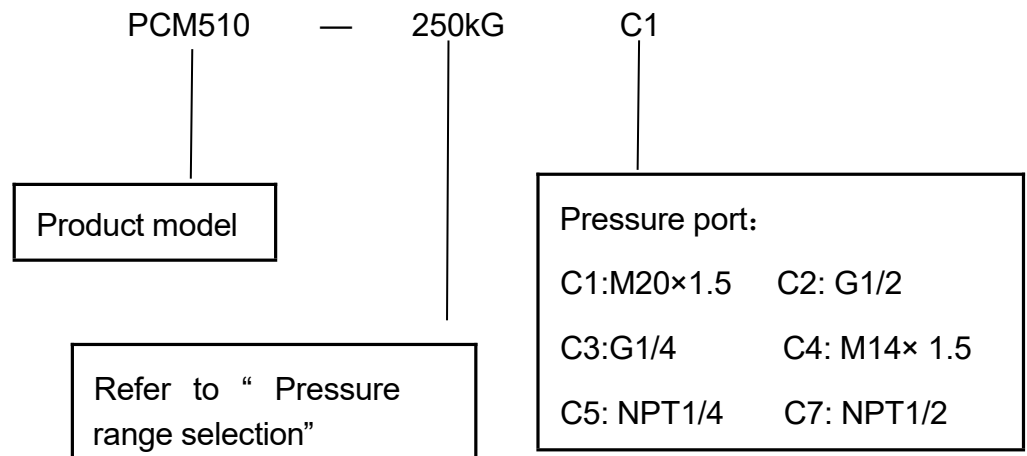 PCM510 — 250kG C1
Product model
Refer to “ Pressure
range selection”
Pressure port：
C1:M20×1.5 C2: G1/2
C3:G1/4 C4: M14× 1.5
C5: NPT1/4 C7: NPT1/2